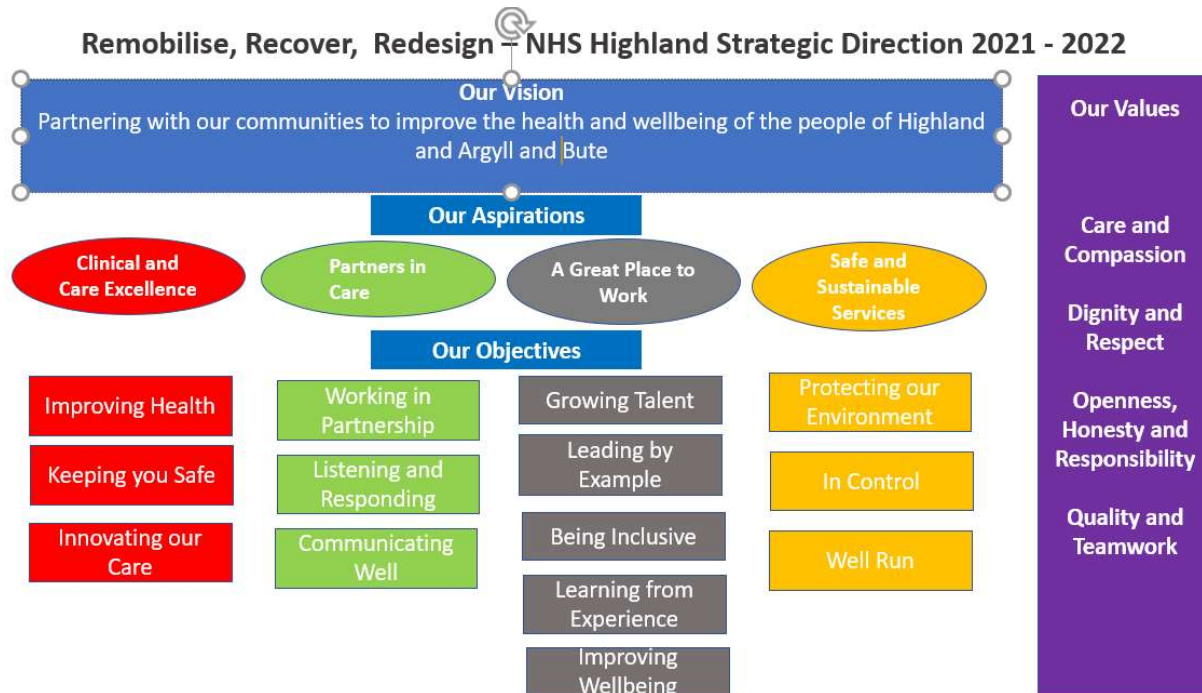 Remobilise, Recover, Redesign – NHS Highland Strategic Direction 2021 - 2022
Our Vision
Partnering with our communities to improve the health and wellbeing of the people of Highland
and Argyll and Bute
Our Aspirations
Clinical and
Care Excellence
Partners in
Care
A Great Place to
Work
Safe and
Sustainable
Services
Our Objectives
Improving Health
Keeping you Safe
Innovating our
Care
Working in
Partnership
Listening and
Responding
Communicating
Well
Growing Talent
Leading by
Example
Being Inclusive
Learning from
Experience
Improving
Wellbeing
Protecting our
Environment
In Control
Well Run
Our Values
Care and
Compassion
Dignity and
Respect
Openness,
Honesty and
Responsibility
Quality and
Teamwork